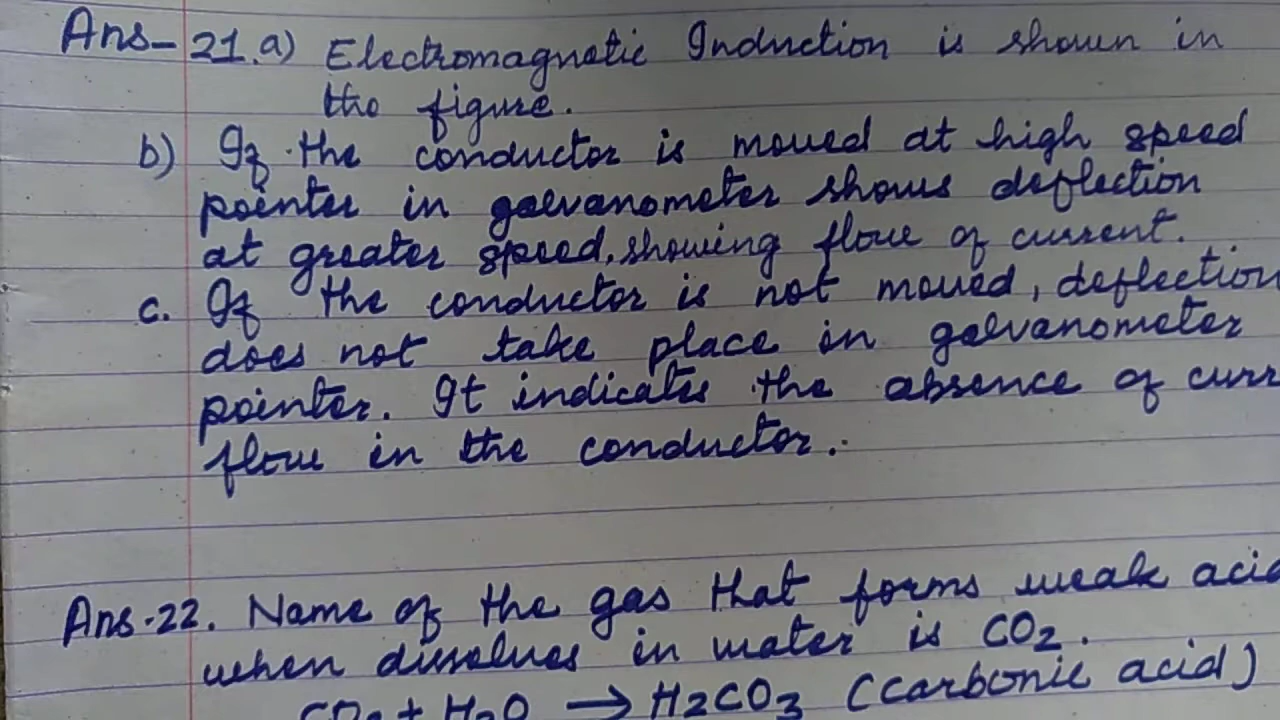 Ans- 21.a) Electromagnetic Induction is shown in
the figure.
b) If the conductor is moved at high speed
pointer in galvanometer shows deflection
at greater speed, showing flow of current.
c. If the conductor is not moved, deflection
does not take place in galvanometer
pointer. It indicates the absence of curr
flow in the conductor.
Ans-22. Name of the gas that forms weak acid
when dissolves in water is CO2.
CO2 + H2O → H2CO3 (carbonic acid)